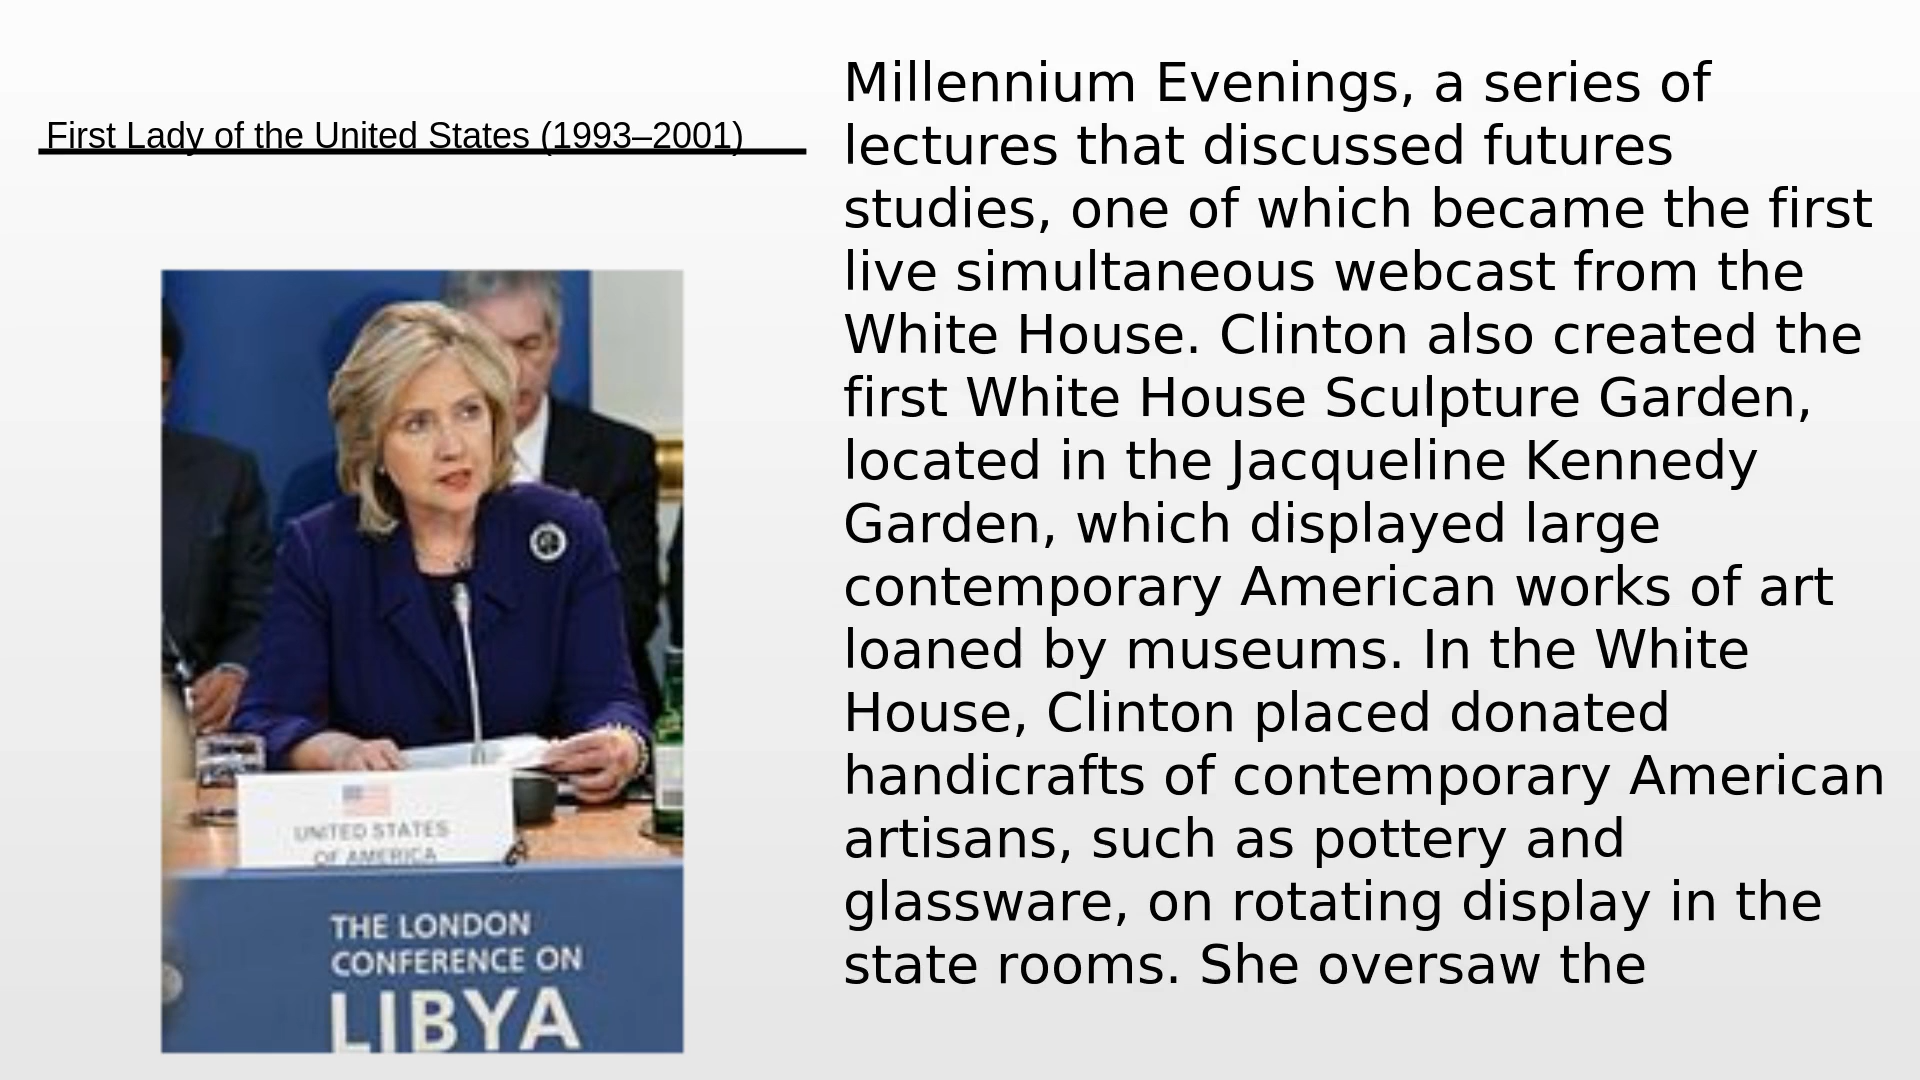 First Lady of the United States (1993–2001)
Millennium Evenings, a series of
lectures that discussed futures
studies, one of which became the first
live simultaneous webcast from the
White House. Clinton also created the
first White House Sculpture Garden,
located in the Jacqueline Kennedy
Garden, which displayed large
contemporary American works of art
loaned by museums. In the White
House, Clinton placed donated
handicrafts of contemporary American
artisans, such as pottery and
glassware, on rotating display in the
state rooms. She oversaw the
UNITED STATES
OF AMERICA
THE LONDON
CONFERENCE ON
LIBYA